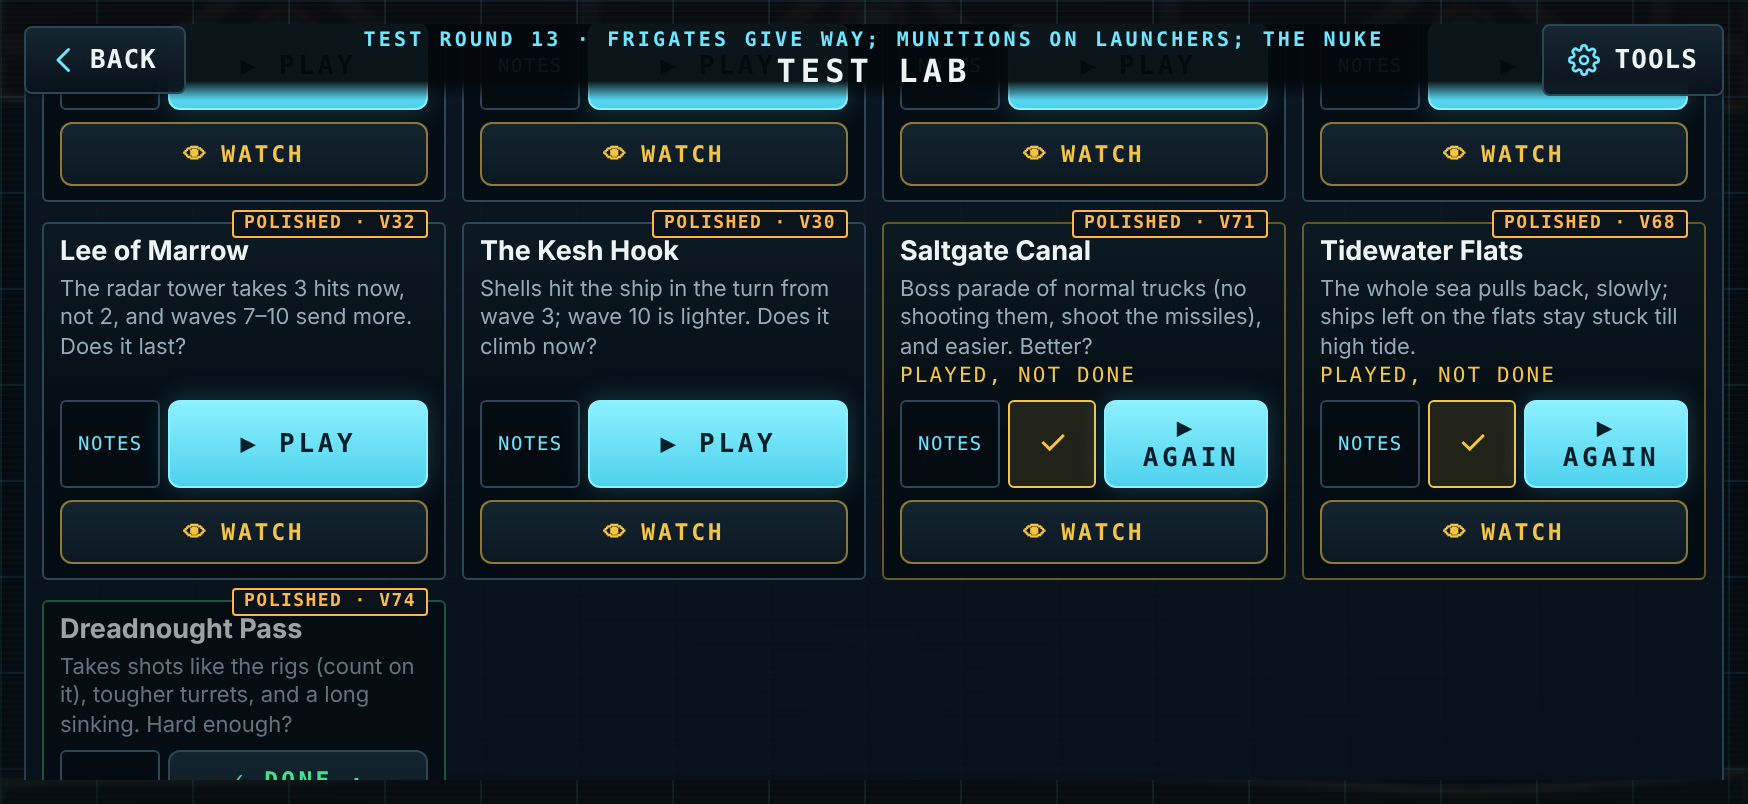 BACK
TEST ROUND 13 · FRIGATES GIVE WAY; MUNITIONS ON LAUNCHERS; THE NUKE
TEST LAB
TOOLS
▶ PLAY
NOTES
▶ PLAY
▶ PLAY
NOTES
▶
WATCH
WATCH
WATCH
WATCH
POLISHED · V32
Lee of Marrow
The radar tower takes 3 hits now,
not 2, and waves 7–10 send more.
Does it last?
NOTES
▶ PLAY
WATCH
POLISHED · V30
The Kesh Hook
Shells hit the ship in the turn from
wave 3; wave 10 is lighter. Does it
climb now?
NOTES
▶ PLAY
WATCH
POLISHED · V71
Saltgate Canal
Boss parade of normal trucks (no
shooting them, shoot the missiles),
and easier. Better?
PLAYED, NOT DONE
NOTES
✓
▶
AGAIN
WATCH
POLISHED · V68
Tidewater Flats
The whole sea pulls back, slowly;
ships left on the flats stay stuck till
high tide.
PLAYED, NOT DONE
NOTES
✓
▶
AGAIN
WATCH
POLISHED · V74
Dreadnought Pass
Takes shots like the rigs (count on
it), tougher turrets, and a long
sinking. Hard enough?
✓ DONE ·